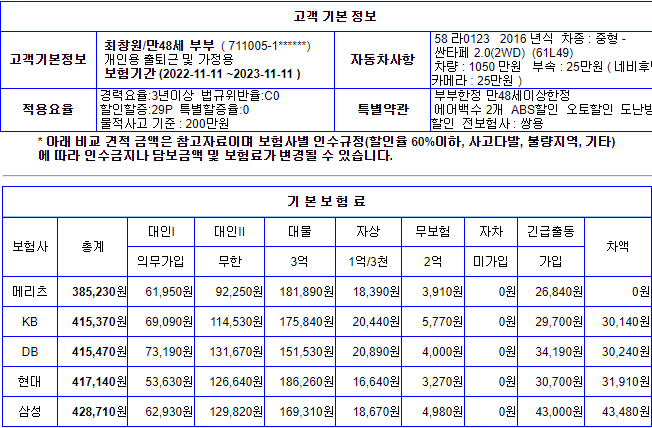 고객 기본 정보
고객기본정보
최창원/만48세 부부 ( 711005-1******)
개인용 출퇴근 및 가정용
보험기간 (2022-11-11 ~2023-11-11 )
자동차사항
58 라0123 2016 년식 차종 : 중형 -
싼타페 2.0(2WD) (61L49)
차량 : 1050 만원 부속 : 25만원 ( 네비후방
카메라 : 25만원 )
적용요율
경력요율:3년이상 법규위반율:C0
할인할증:29P 특별할증율:0
물적사고 기준 : 200만원
특별약관
부부한정 만48세이상한정
에어백수 2개 ABS할인 오토할인 도난방
할인 전보험사 : 쌍용
* 아래 비교 견적 금액은 참고자료이며 보험사별 인수규정(할인율 60%이하, 사고다발, 불량지역, 기타)
에 따라 인수금지나 담보금액 및 보험료가 변경될 수 있습니다.
기 본 보 험 료
보험사 총계 대인I 대인II 대물 자상 무보험 자차 긴급출동 차액
의무가입 무한 3억 1억/3천 2억 미가입 가입
메리츠 385,230원 61,950원 92,250원 181,890원 18,390원 3,910원 0원 26,840원 0원
KB 415,370원 69,090원 114,530원 175,840원 20,440원 5,770원 0원 29,700원 30,140원
DB 415,470원 73,190원 131,670원 151,530원 20,890원 4,000원 0원 34,190원 30,240원
현대 417,140원 53,630원 126,640원 186,260원 16,640원 3,270원 0원 30,700원 31,910원
삼성 428,710원 62,930원 129,820원 169,310원 18,670원 4,980원 0원 43,000원 43,480원